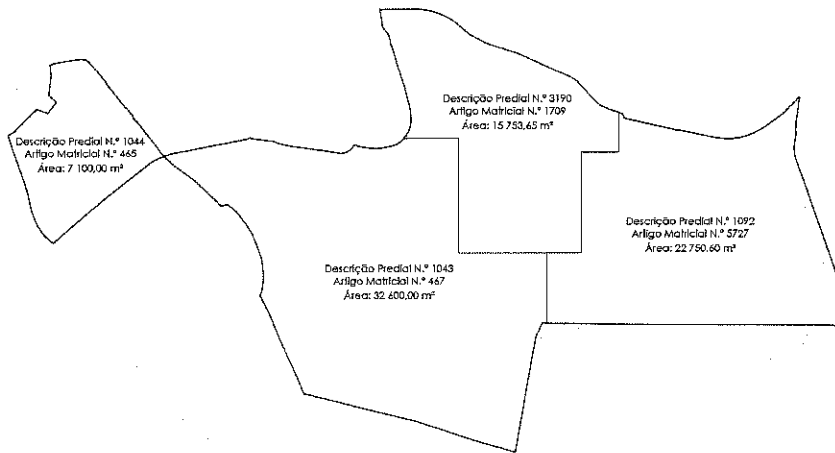 Descrição Predial N.º 3190
Artigo Matricial N.º 1709
Área: 15 753,65 m²
Descrição Predial N.º 1044
Artigo Matricial N.º 465
Área: 7 100,00 m²
Descrição Predial N.º 1092
Artigo Matricial N.º 5727
Área: 22 750,60 m²
Descrição Predial N.º 1043
Artigo Matricial N.º 467
Área: 32 600,00 m²